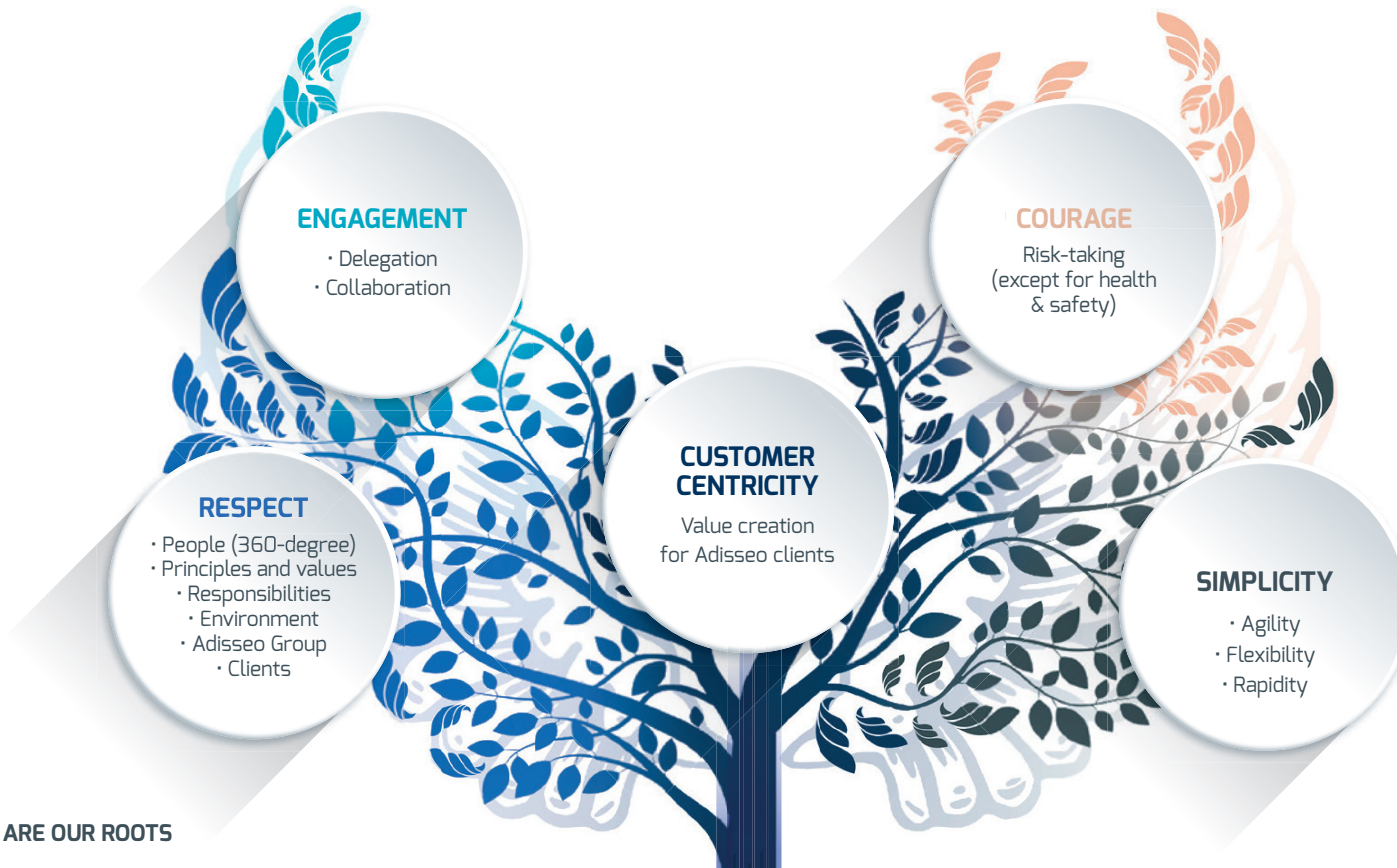 ENGAGEMENT
· Delegation
· Collaboration
COURAGE
Risk-taking
(except for health
& safety)
CUSTOMER
CENTRICITY
Value creation
for Adisseo clients
RESPECT
· People (360-degree)
· Principles and values
· Responsibilities
· Environment
· Adisseo Group
· Clients
SIMPLICITY
· Agility
· Flexibility
· Rapidity
ARE OUR ROOTS